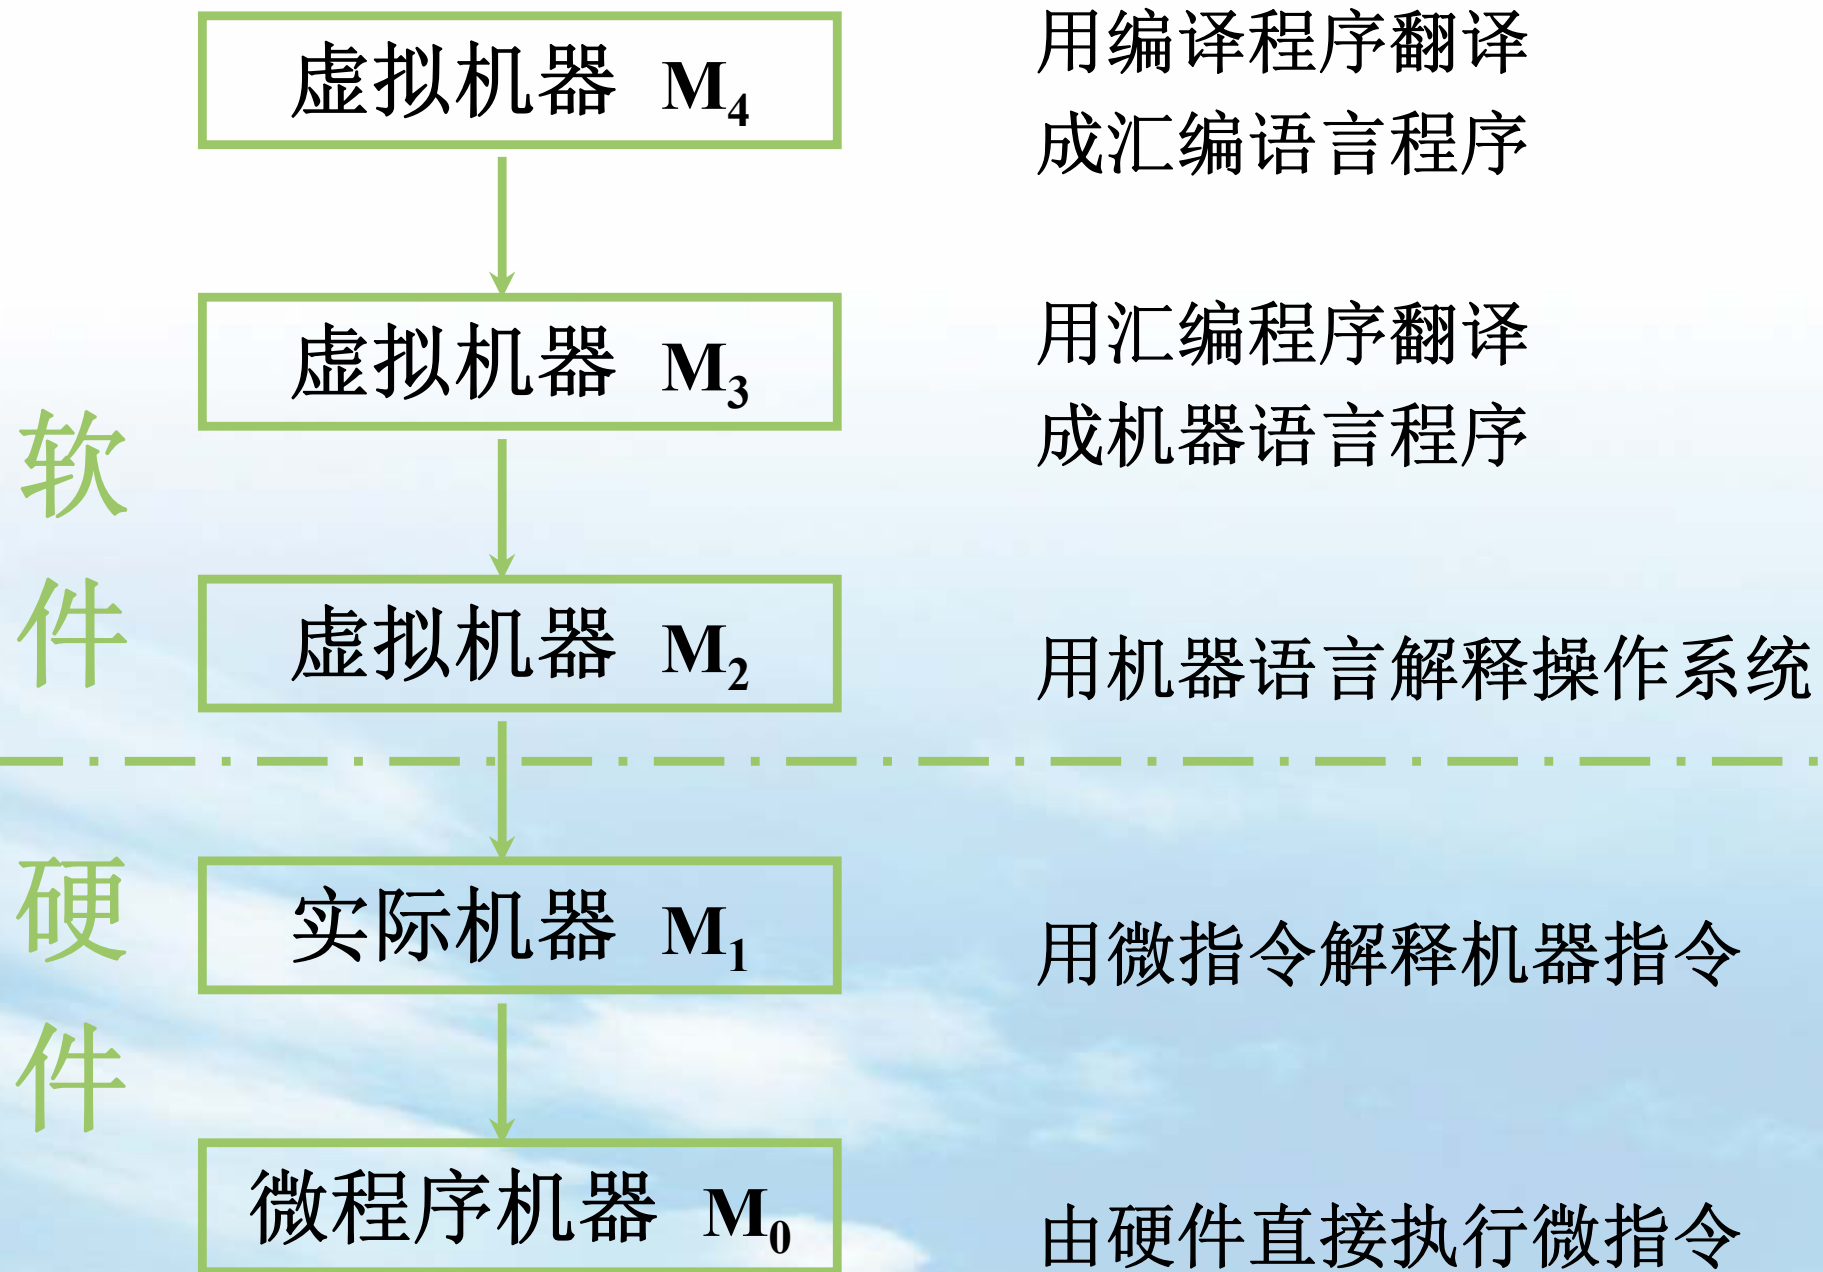 虚拟机器 M₄
用编译程序翻译
成汇编语言程序
虚拟机器 M₃
用汇编程序翻译
成机器语言程序
软件
虚拟机器 M₂
用机器语言解释操作系统
硬件
实际机器 M₁
用微指令解释机器指令
微程序机器 M₀
由硬件直接执行微指令